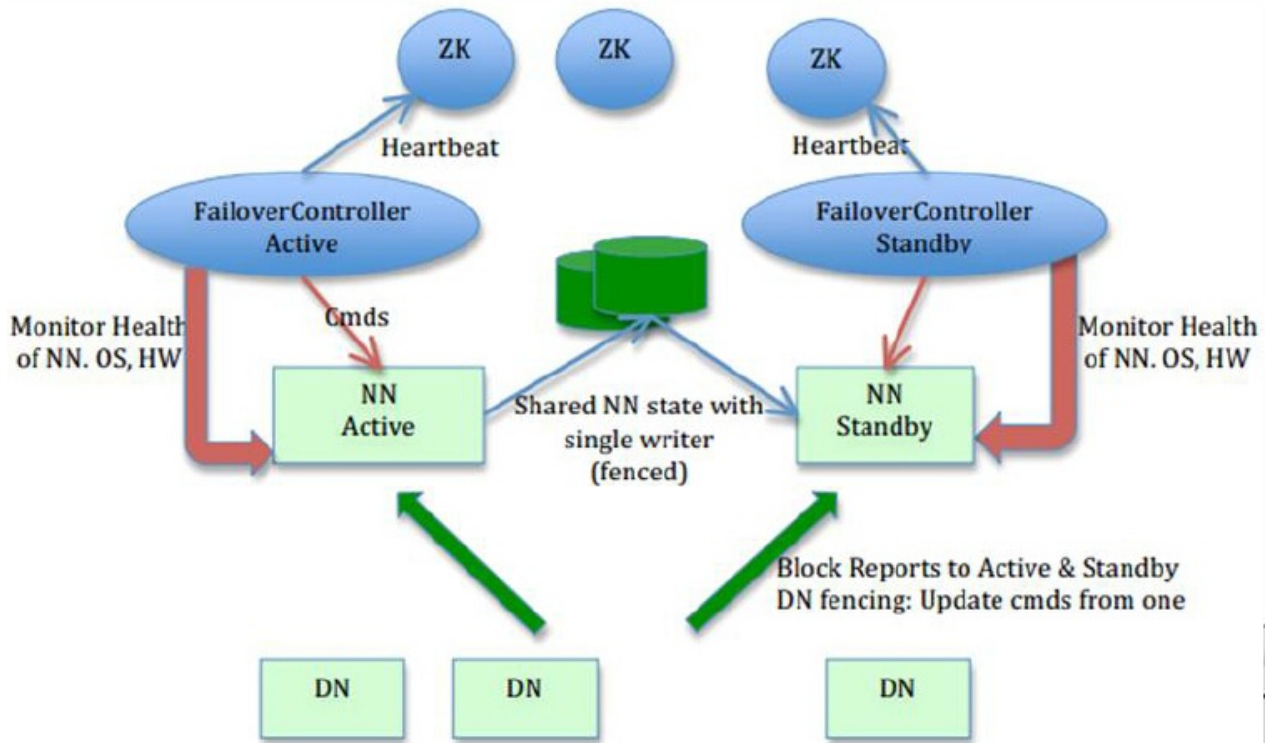 ZK
ZK
ZK
Heartbeat
Heartbeat
FailoverController
Active
FailoverController
Standby
Cmds
Monitor Health
of NN. OS, HW
Monitor Health
of NN. OS, HW
NN
Active
Shared NN state with
single writer
(fenced)
NN
Standby
Block Reports to Active & Standby
DN fencing: Update cmds from one
DN
DN
DN